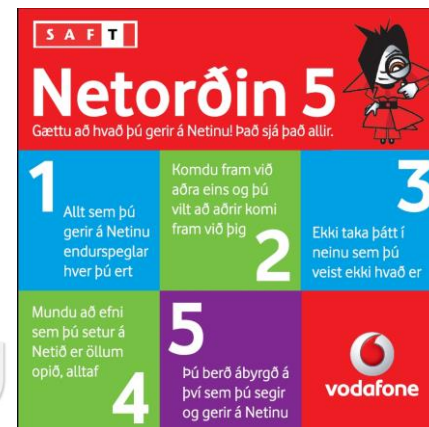 SAFT
Netorðin 5
Gættu að hvað þú gerir á Netinu! Það sjá það allir.
1
Allt sem þú
gerir á Netinu
endurspeglar
hver þú ert
Komdu fram við
aðra eins og þú
vilt að aðrir komi
fram við þig
2
3
Ekki taka þátt í
neinu sem þú
veist ekki hvað er
Mundu að efni
sem þú setur á
Netið er öllum
opið, alltaf
4
5
Þú berð ábyrgð á
því sem þú segir
og gerir á Netinu
vodafone